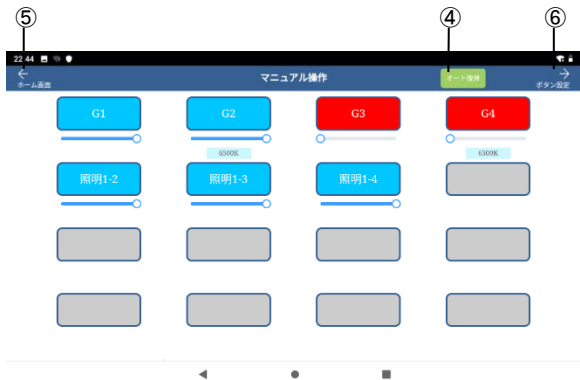 ⑤ ④ ⑥
22 44
← マニュアル操作 オート復帰 →
ホーム画面 ボタン設定
G1 G2 G3 G4
6500K 6500K
照明1-2 照明1-3 照明1-4